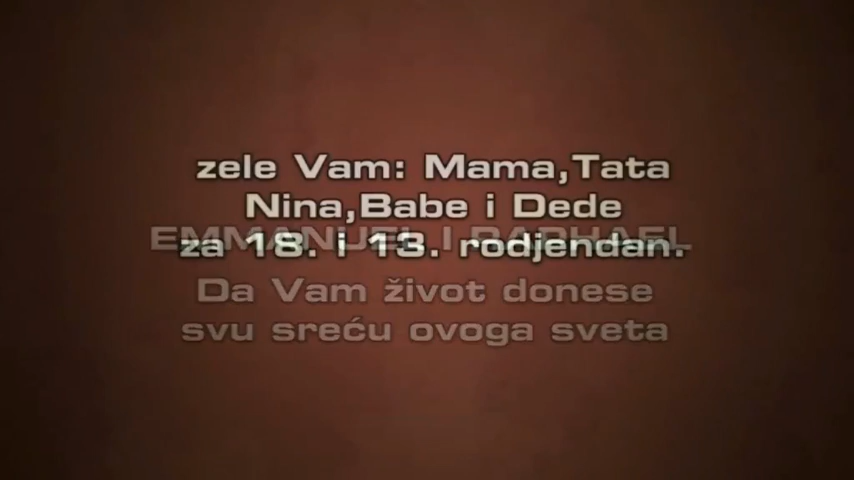 zele Vam: Mama,Tata
Nina,Babe i Dede
EMMANUEL I RAPHAEL
za 18. i 13. rodjendan.
Da Vam život donese
svu sreću ovoga sveta